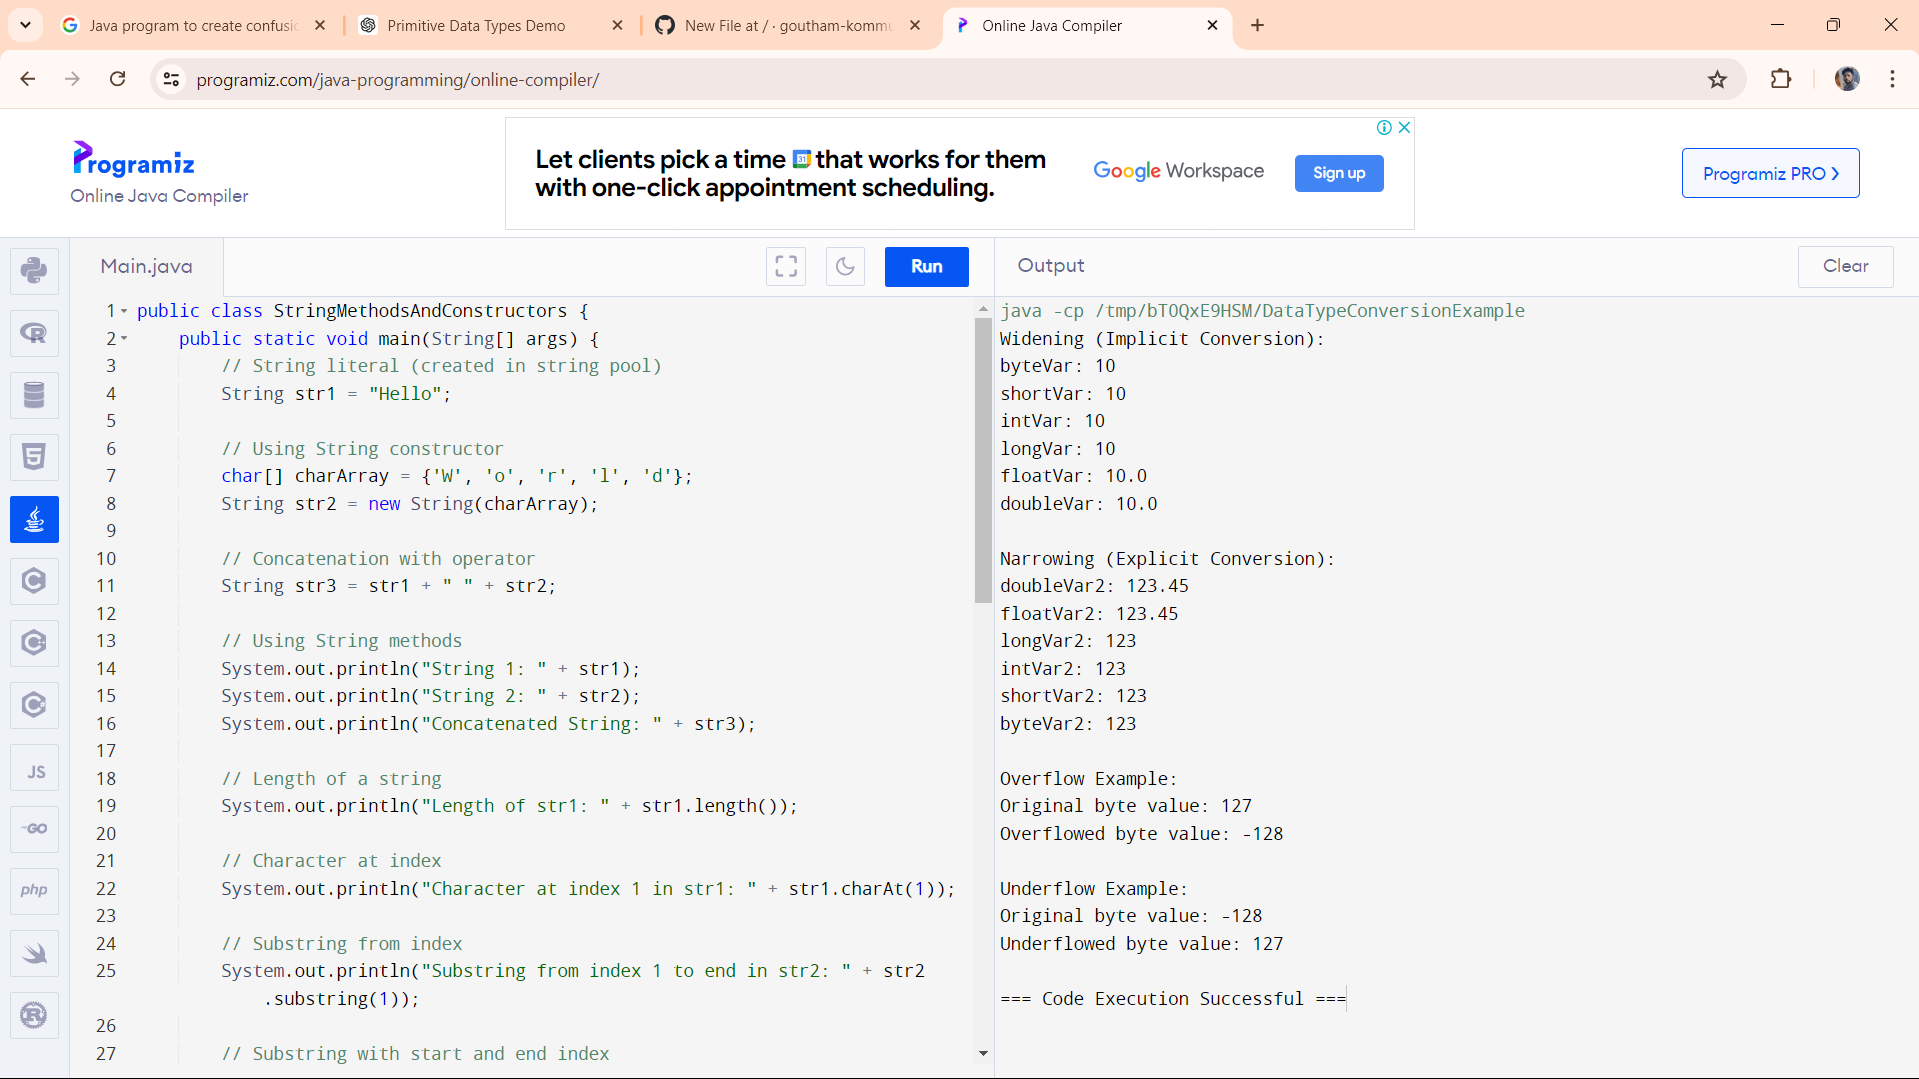 Java program to create confusio
Primitive Data Types Demo
New File at / · goutham-kommu
Online Java Compiler
programiz.com/java-programming/online-compiler/
Programiz
Online Java Compiler
Let clients pick a time 31 that works for them
with one-click appointment scheduling.
Google Workspace
Sign up
Programiz PRO
Main.java
Run
Output
Clear
1 public class StringMethodsAndConstructors {
2 public static void main(String[] args) {
3 // String literal (created in string pool)
4 String str1 = "Hello";
5
6 // Using String constructor
7 char[] charArray = {'W', 'o', 'r', 'l', 'd'};
8 String str2 = new String(charArray);
9
10 // Concatenation with operator
11 String str3 = str1 + " " + str2;
12
13 // Using String methods
14 System.out.println("String 1: " + str1);
15 System.out.println("String 2: " + str2);
16 System.out.println("Concatenated String: " + str3);
17
18 // Length of a string
19 System.out.println("Length of str1: " + str1.length());
20
21 // Character at index
22 System.out.println("Character at index 1 in str1: " + str1.charAt(1));
23
24 // Substring from index
25 System.out.println("Substring from index 1 to end in str2: " + str2
.substring(1));
26
27 // Substring with start and end index
java -cp /tmp/bTOQxE9HSM/DataTypeConversionExample
Widening (Implicit Conversion):
byteVar: 10
shortVar: 10
intVar: 10
longVar: 10
floatVar: 10.0
doubleVar: 10.0
Narrowing (Explicit Conversion):
doubleVar2: 123.45
floatVar2: 123.45
longVar2: 123
intVar2: 123
shortVar2: 123
byteVar2: 123
Overflow Example:
Original byte value: 127
Overflowed byte value: -128
Underflow Example:
Original byte value: -128
Underflowed byte value: 127
=== Code Execution Successful ===
R
5
C
C
C
JS
GO
php
R